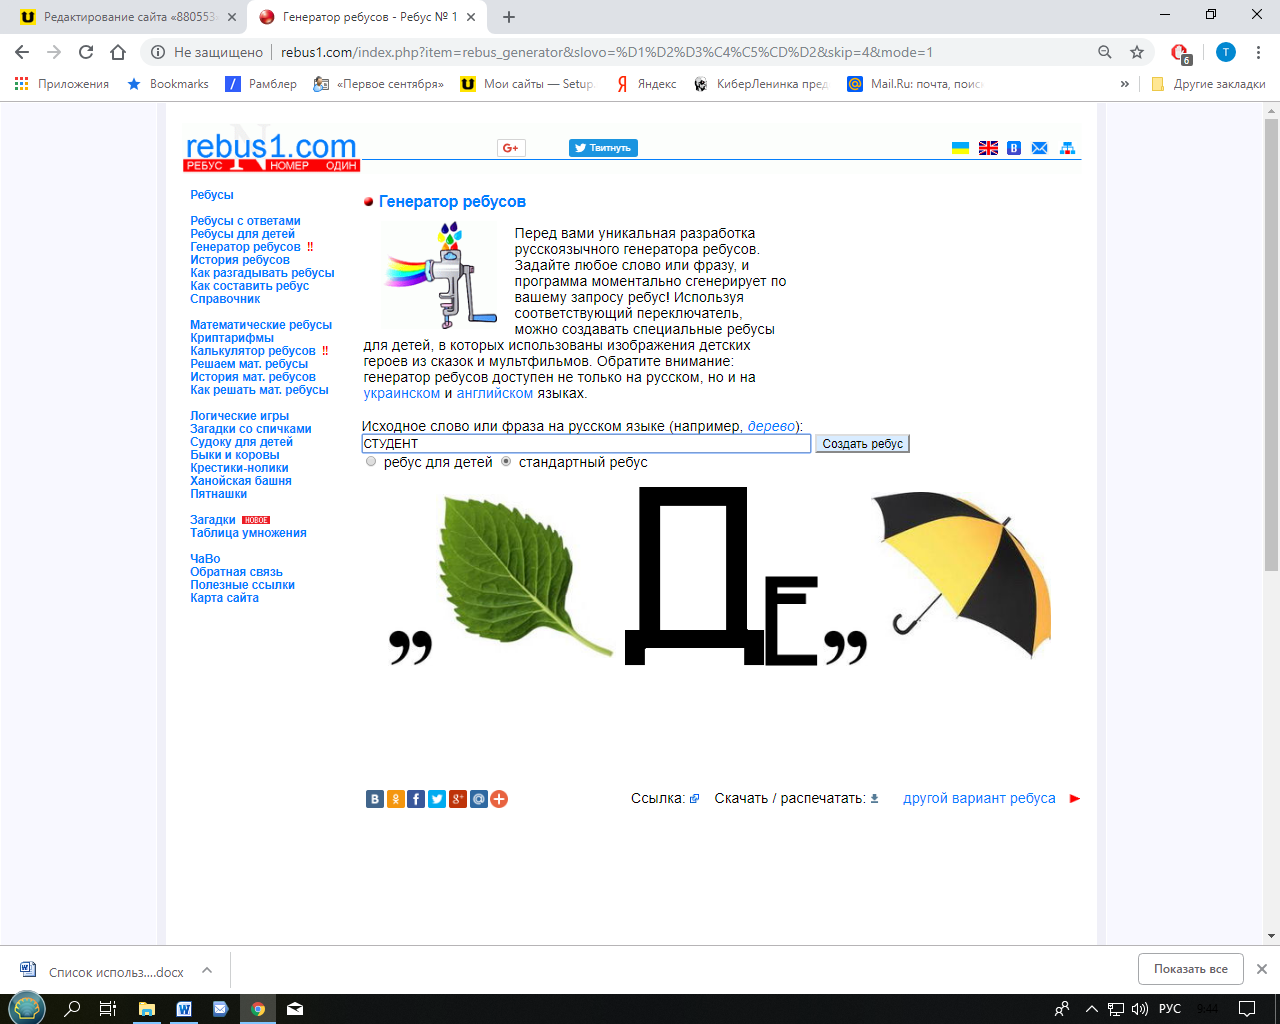 Редактирование сайта «880553
Генератор ребусов - Ребус № 1
Не защищено
rebus1.com/index.php?item=rebus_generator&slovo=%D1%D2%D3%C4%C5%CD%D2&skip=4&mode=1
6
T
Приложения
Bookmarks
Рамблер
«Первое сентября»
Мои сайты — Setup.
Яндекс
КиберЛенинка пред
Mail.Ru: почта, поис
»
Другие закладки
rebus1.com
РЕБУС НОМЕР ОДИН
G+
Твитнуть
Ребусы
Ребусы с ответами
Ребусы для детей
Генератор ребусов !!
История ребусов
Как разгадывать ребусы
Как составить ребус
Справочник
Математические ребусы
Криптарифмы
Калькулятор ребусов !!
Решаем мат. ребусы
История мат. ребусов
Как решать мат. ребусы
Логические игры
Загадки со спичками
Судоку для детей
Быки и коровы
Крестики-нолики
Ханойская башня
Пятнашки
Загадки НОВОЕ
Таблица умножения
ЧаВо
Обратная связь
Полезные ссылки
Карта сайта
Генератор ребусов
Перед вами уникальная разработка
русскоязычного генератора ребусов.
Задайте любое слово или фразу, и
программа моментально сгенерирует по
вашему запросу ребус! Используя
соответствующий переключатель,
можно создавать специальные ребусы
для детей, в которых использованы изображения детских
героев из сказок и мультфильмов. Обратите внимание:
генератор ребусов доступен не только на русском, но и на
украинском и английском языках.
Исходное слово или фраза на русском языке (например, дерево):
СТУДЕНТ
Создать ребус
ребус для детей стандартный ребус
,, ДЕ ,,
Ссылка:
Скачать / распечатать:
другой вариант ребуса
Список использ....docx
Показать все
РУС
9:44